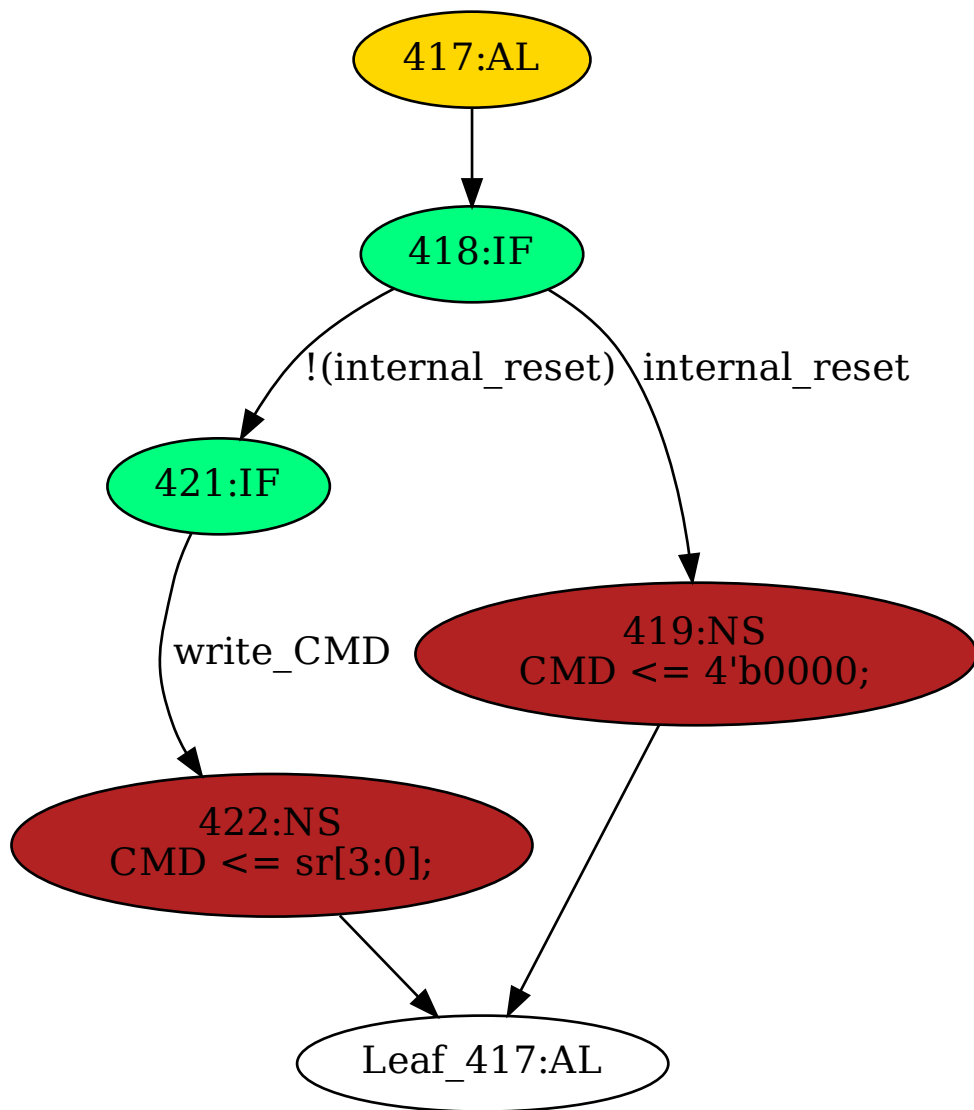 417:AL
418:IF
!(internal_reset)
internal_reset
421:IF
419:NS
CMD <= 4'b0000;
write_CMD
422:NS
CMD <= sr[3:0];
Leaf_417:AL